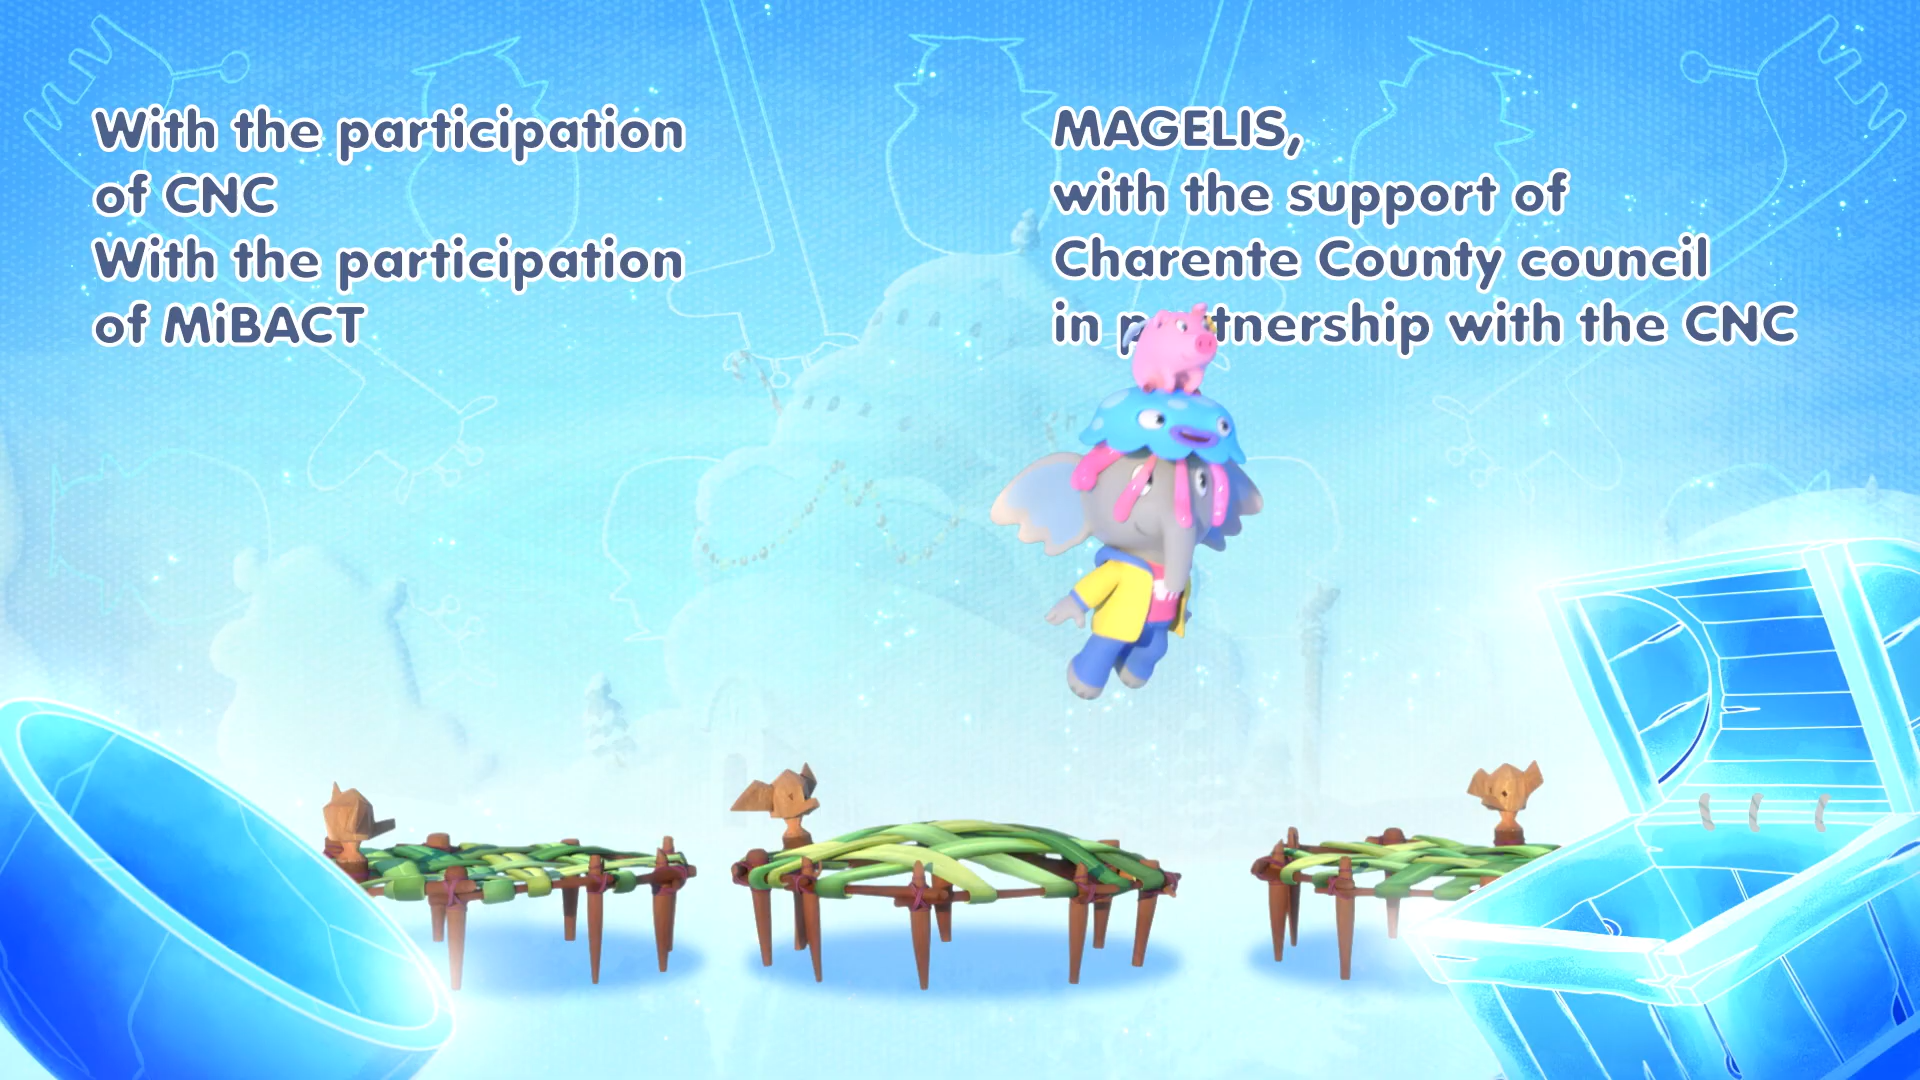 With the participation
of CNC
With the participation
of MiBACT
MAGELIS,
with the support of
Charente County council
in partnership with the CNC